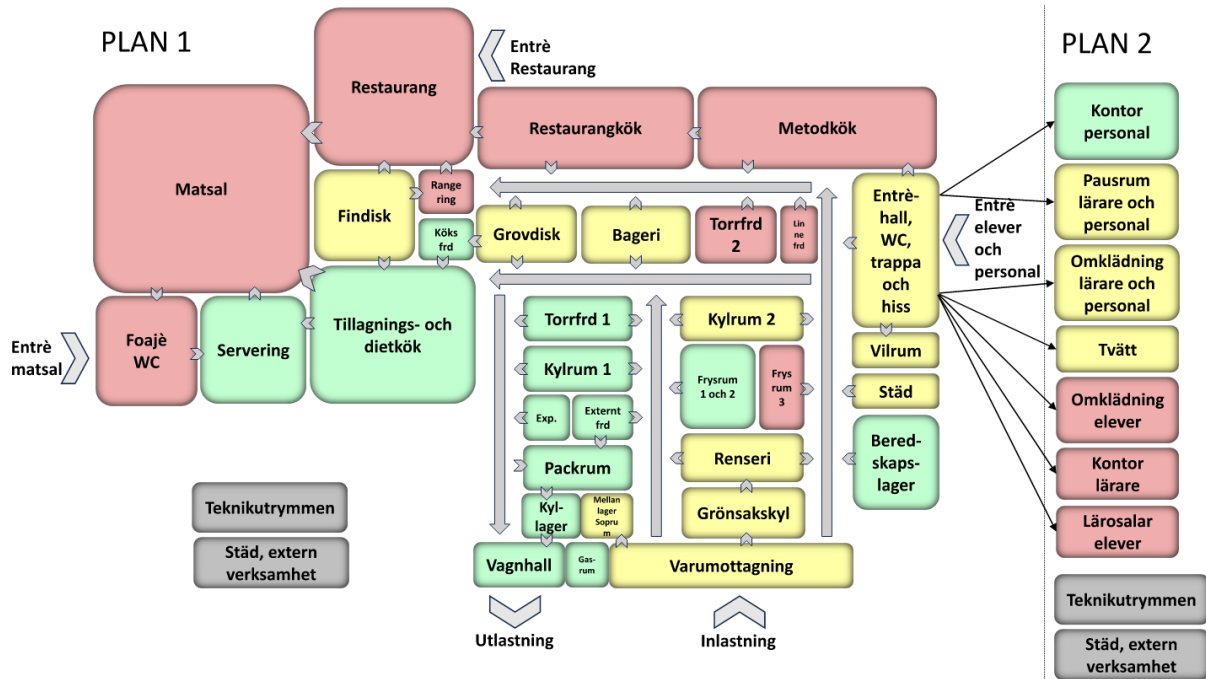 PLAN 1
PLAN 2
Entrè
Restaurang
Restaurang
Matsal
Restaurangkök
Metodkök
Findisk
Range
ring
Köks
frd
Grovdisk
Bageri
Torrfrd
2
Lin
ne
frd
Entrè-
hall,
WC,
trappa
och
hiss
Entrè
elever
och
personal
Entrè
matsal
Foajè
WC
Servering
Tillagnings- och
dietkök
Torrfrd 1
Kylrum 1
Exp.
Externt
frd
Packrum
Kyl-
lager
Mellan
lager
Sopru
m
Vagnhall
Gas-
rum
Kylrum 2
Frysrum
1 och 2
Frys
rum
3
Renseri
Grönsakskyl
Varumottagning
Vilrum
Städ
Bered-
skaps-
lager
Utlastning
Inlastning
Teknikutrymmen
Städ, extern
verksamhet
Kontor
personal
Pausrum
lärare och
personal
Omklädning
lärare och
personal
Tvätt
Omklädning
elever
Kontor
lärare
Lärosalar
elever
Teknikutrymmen
Städ, extern
verksamhet